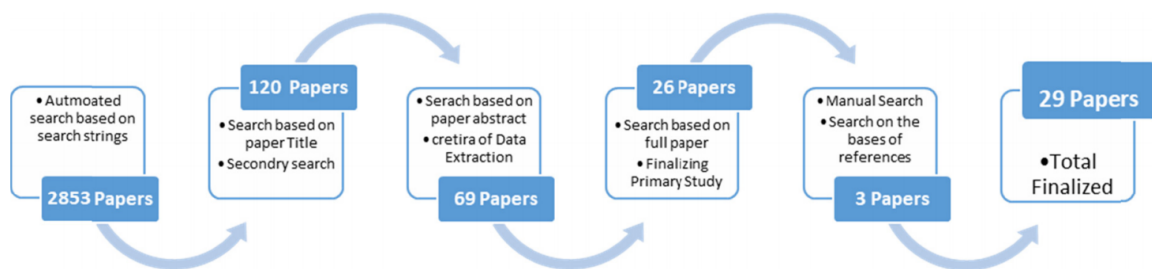 • Autmoated
search based on
search strings
2853 Papers
120 Papers
• Search based on
paper Title
• Secondry search
• Serach based on
paper abstract
• cretira of Data
Extraction
69 Papers
26 Papers
• Search based on
full paper
• Finalizing
Primary Study
• Manual Search
• Search on the
bases of
references
3 Papers
29 Papers
•Total
Finalized